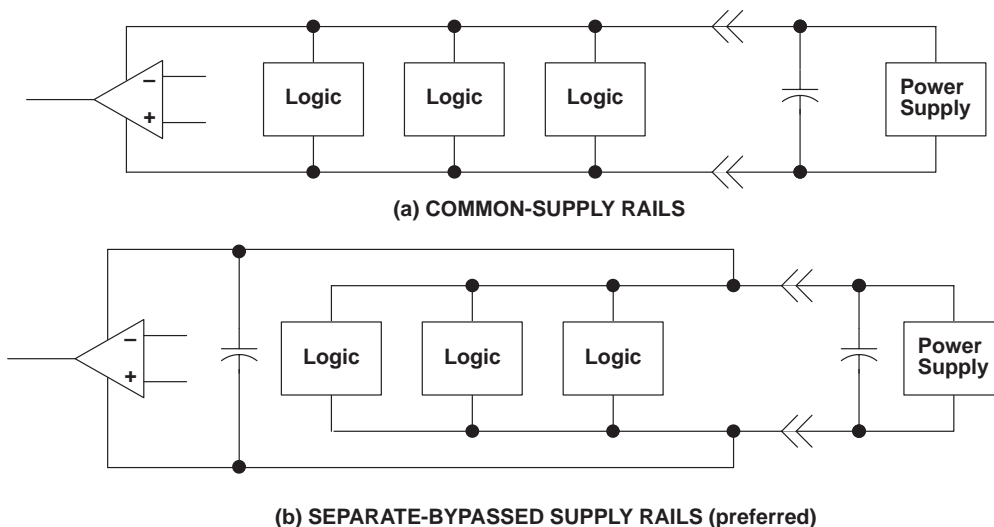 Logic
Logic
Logic
Power
Supply
−
+
(a) COMMON-SUPPLY RAILS
Logic
Logic
Logic
Power
Supply
−
+
(b) SEPARATE-BYPASSED SUPPLY RAILS (preferred)